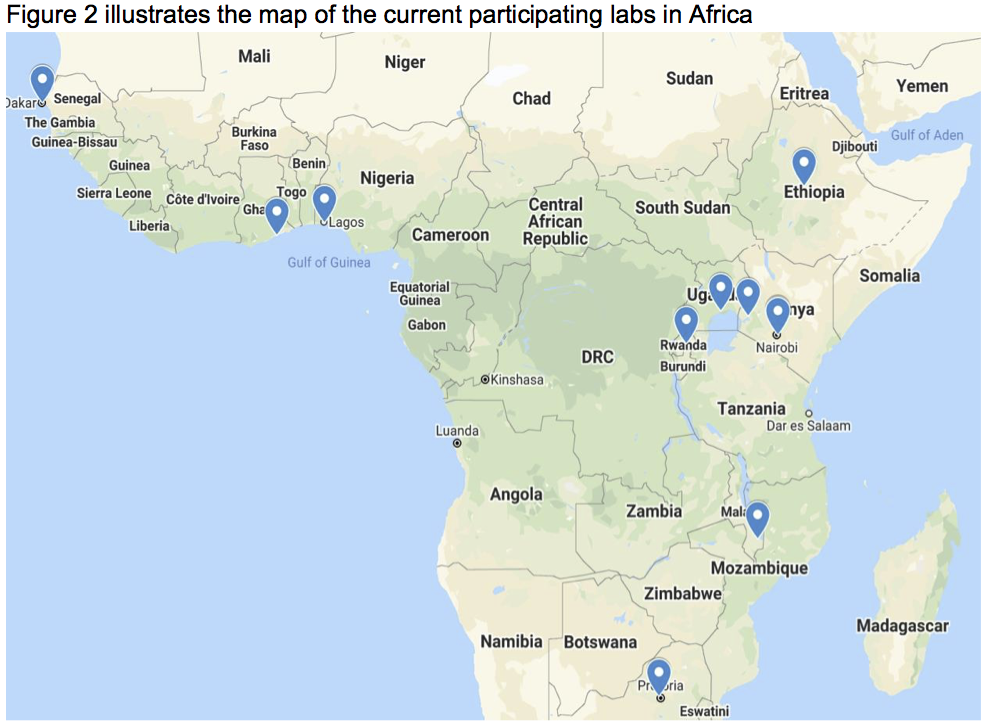 Figure 2 illustrates the map of the current participating labs in Africa
Mali
Niger
Chad
Sudan
Eritrea
Yemen
Dakar
Senegal
The Gambia
Guinea-Bissau
Guinea
Sierra Leone
Liberia
Côte d'Ivoire
Burkina
Faso
Benin
Togo
Gha
Lagos
Nigeria
Gulf of Guinea
Cameroon
Central
African
Republic
South Sudan
Ethiopia
Djibouti
Gulf of Aden
Somalia
Equatorial
Guinea
Gabon
Uga
nya
Nairobi
Rwanda
Burundi
DRC
Kinshasa
Tanzania
Dar es Salaam
Luanda
Angola
Zambia
Mala
Mozambique
Zimbabwe
Madagascar
Namibia
Botswana
Pr
ria
Eswatini